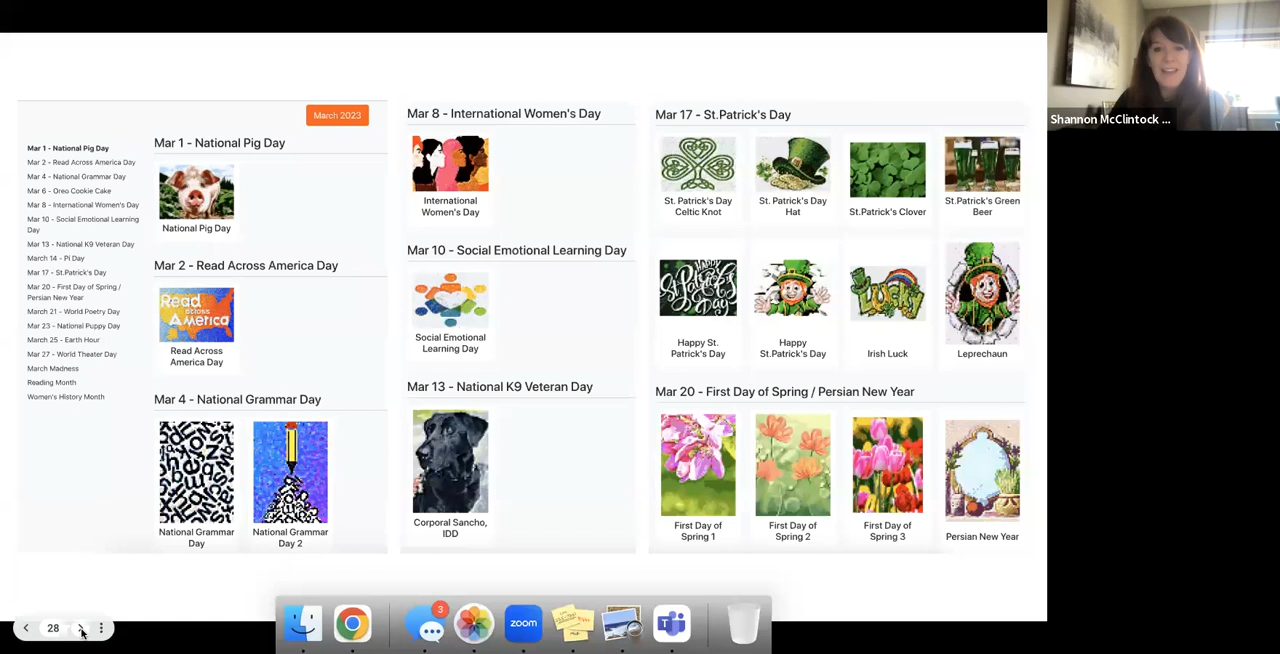 Shannon McClintock ...
March 2023
Mar 1 - National Pig Day
Mar 2 - Read Across America Day
Mar 4 - National Grammar Day
Mar 6 - Oreo Cookie Cake
Mar 8 - International Women's Day
Mar 10 - Social Emotional Learning
Day
Mar 13 - National K9 Veteran Day
March 14 - Pi Day
Mar 17 - St.Patrick's Day
Mar 20 - First Day of Spring /
Persian New Year
March 21 - World Poetry Day
Mar 23 - National Puppy Day
March 25 - Earth Hour
Mar 27 - World Theater Day
March Madness
Reading Month
Women's History Month
Mar 1 - National Pig Day
National Pig Day
Mar 2 - Read Across America Day
Read
across
America
Read Across
America Day
Mar 4 - National Grammar Day
National Grammar
Day
National Grammar
Day 2
Mar 8 - International Women's Day
International
Women's Day
Mar 10 - Social Emotional Learning Day
Social Emotional
Learning Day
Mar 13 - National K9 Veteran Day
Corporal Sancho,
IDD
Mar 17 - St.Patrick's Day
St. Patrick's Day
Celtic Knot
St. Patrick's Day
Hat
St.Patrick's Clover
St.Patrick's Green
Beer
HAPPY
St Patrick's
DAY
Lucky
Happy St.
Patrick's Day
Happy
St.Patrick's Day
Irish Luck
Leprechaun
Mar 20 - First Day of Spring / Persian New Year
First Day of
Spring 1
First Day of
Spring 2
First Day of
Spring 3
Persian New Year
3
zoom
28